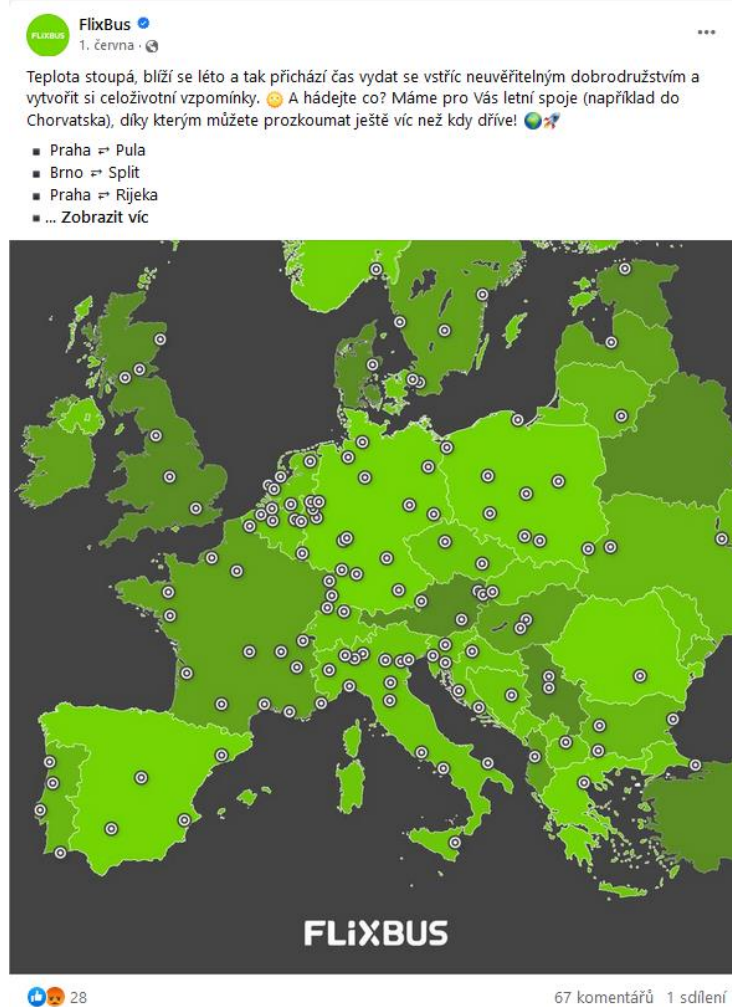 FLiXBUS
FlixBus
1. června ·
Teplota stoupá, blíží se léto a tak přichází čas vydat se vstříc neuvěřitelným dobrodružstvím a
vytvořit si celoživotní vzpomínky. 😶 A hádejte co? Máme pro Vás letní spoje (například do
Chorvatska), díky kterým můžete prozkoumat ještě víc než kdy dříve! 🌍🚀
▪ Praha ⇄ Pula
▪ Brno ⇄ Split
▪ Praha ⇄ Rijeka
▪ ... Zobrazit víc
FLiXBUS
28
67 komentářů 1 sdílení